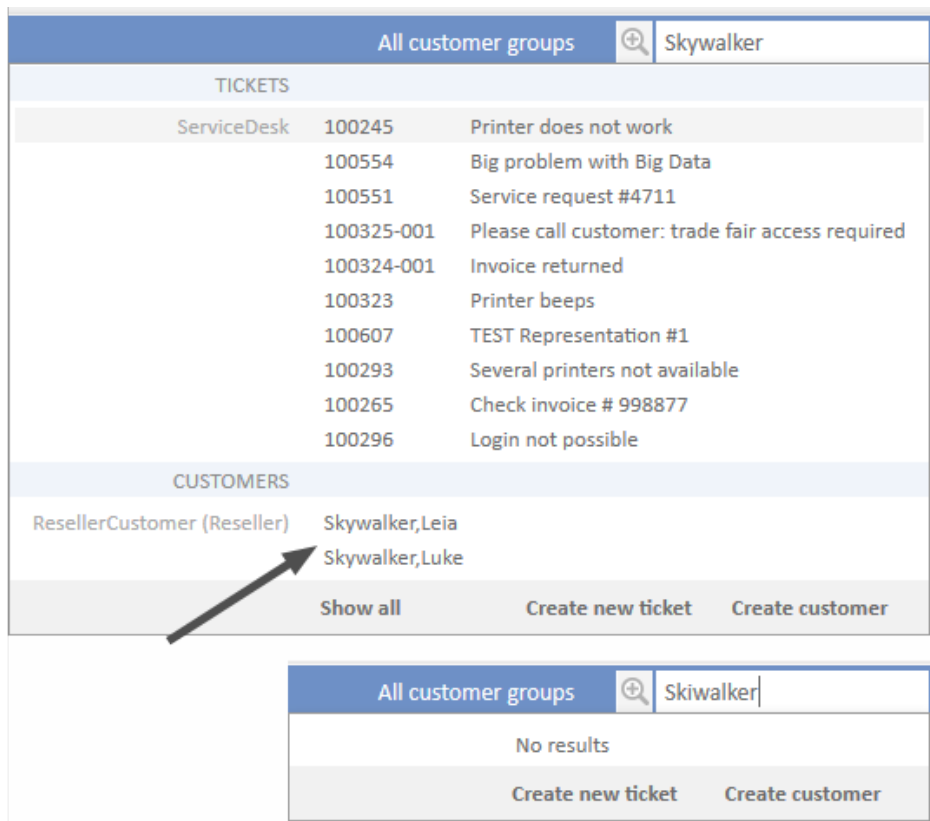 All customer groups Skywalker
TICKETS
ServiceDesk 100245 Printer does not work
100554 Big problem with Big Data
100551 Service request #4711
100325-001 Please call customer: trade fair access required
100324-001 Invoice returned
100323 Printer beeps
100607 TEST Representation #1
100293 Several printers not available
100265 Check invoice # 998877
100296 Login not possible
CUSTOMERS
ResellerCustomer (Reseller) Skywalker,Leia
Skywalker,Luke
Show all Create new ticket Create customer
All customer groups Skiwalker
No results
Create new ticket Create customer